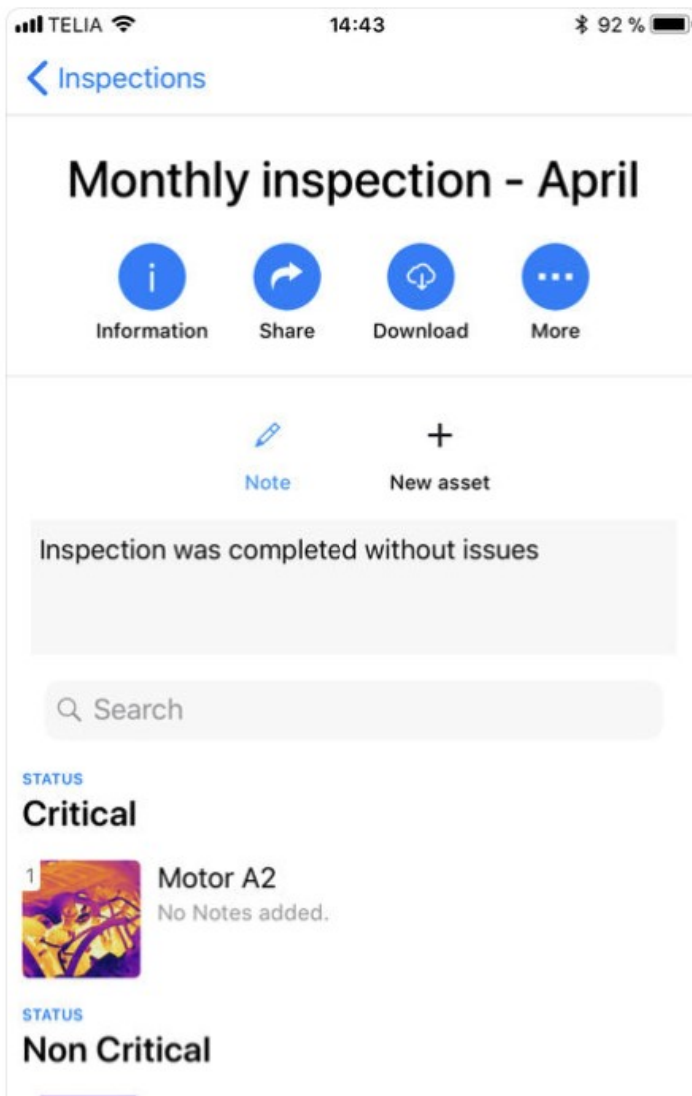 TELIA 14:43 92 %
Inspections
Monthly inspection - April
i
Information Share Download More
Note New asset
Inspection was completed without issues
Search
STATUS
Critical
1
Motor A2
No Notes added.
STATUS
Non Critical